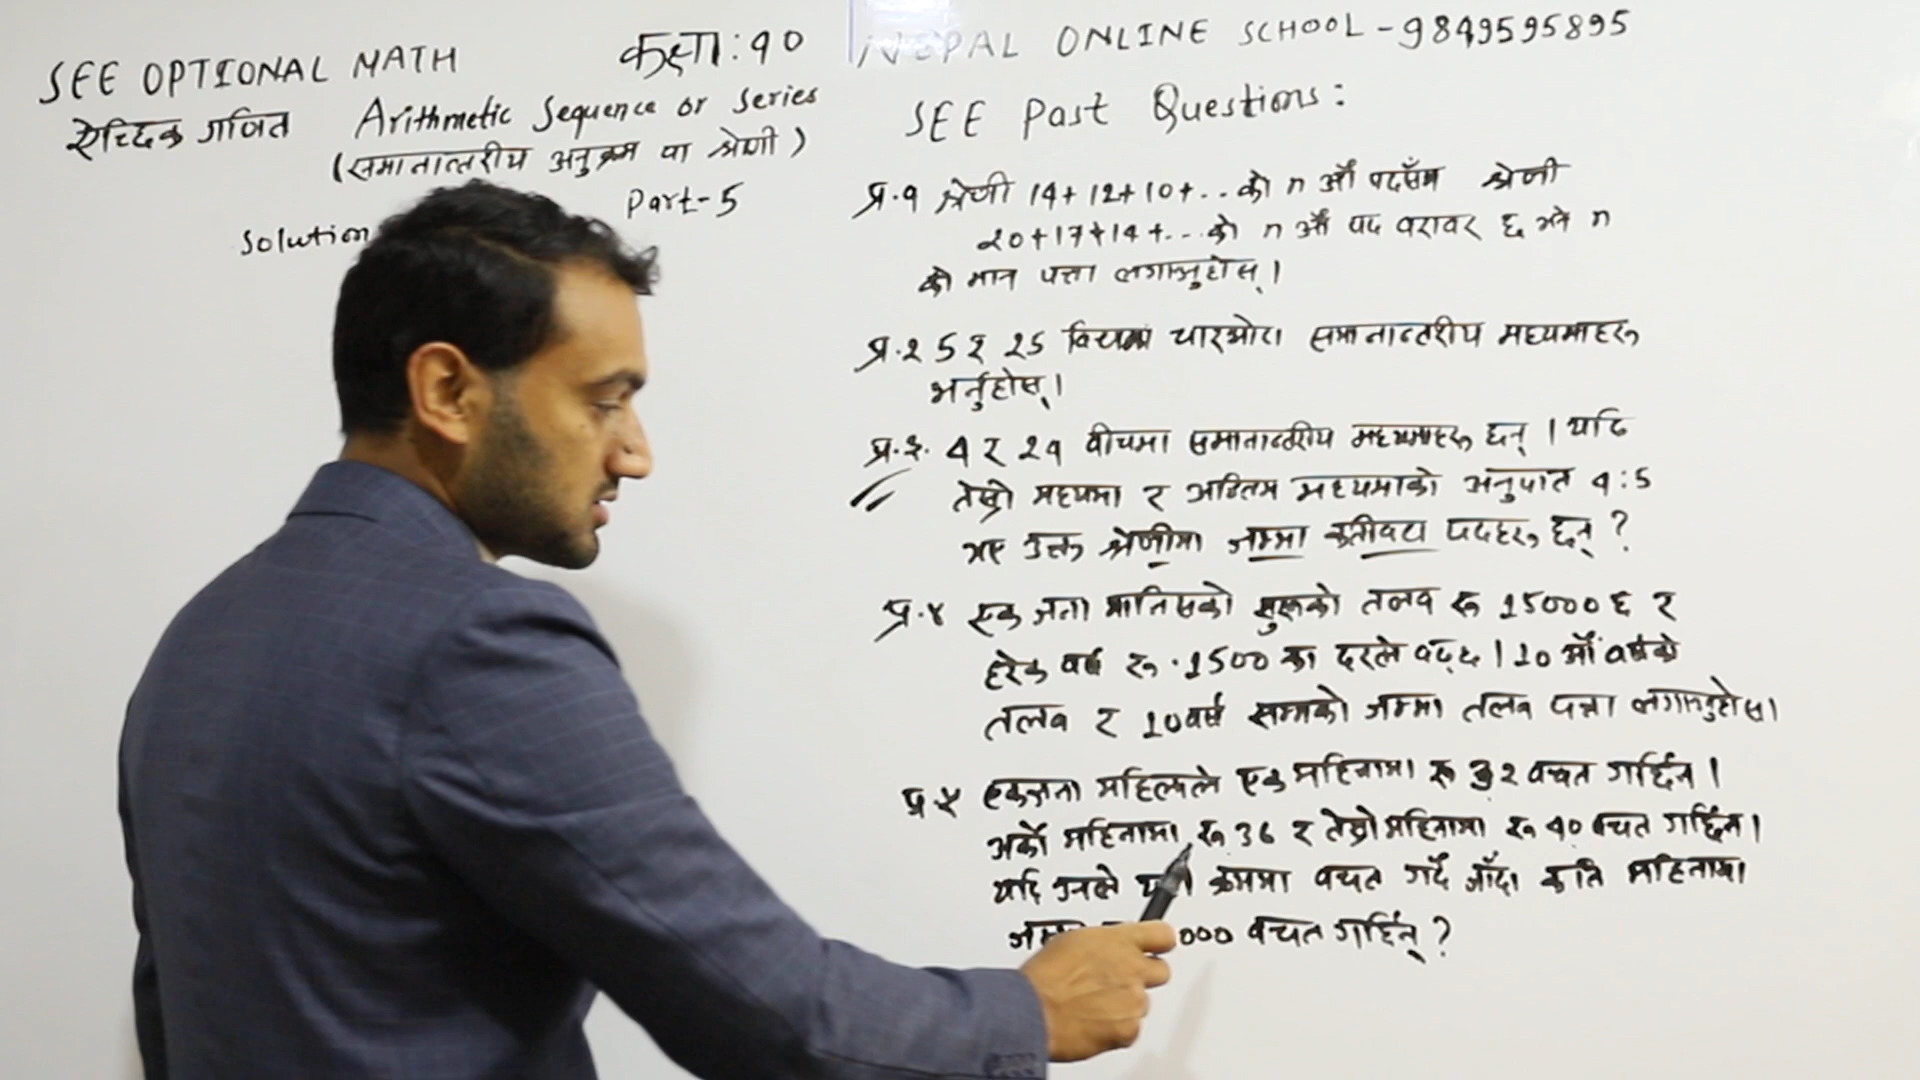 SEE OPTIONAL MATH कक्षा: १०
ऐच्छिक गणित Arithmetic Sequence or Series
(समानान्तरीय अनुक्रम वा श्रेणी)
Part-5
Solution
NEPAL ONLINE SCHOOL - 9849595895
SEE Past Questions:
प्र.१ श्रेणी 14+12+10+.. को n औं पदसँग श्रेणी
20+17+14+... को n औं पद बराबर छ भने n
को मान पत्ता लगाउनुहोस्।
प्र.२ 5 र 25 विचमा चारओटा समानान्तरीय मध्यमाहरू
भर्नुहोस्।
प्र.३. 4 र 24 बीचमा समानान्तरीय मध्यमाहरू छन्। यदि
तेस्रो मध्यमा र अन्तिम मध्यमाको अनुपात 4:5
भए उक्त श्रेणीमा जम्मा कतीवटा पदहरू छन्?
प्र.४ एक जना मानिसको सुरूको तलब रू 15000 छ र
हरेक वर्ष रू.1500 का दरले बढ्छ। 10 औं वर्षको
तलब र 10 वर्ष सम्मको जम्मा तलब पत्ता लगाउनुहोस।
प्र.५ एकजना महिलाले एक महिनामा रू 32 बचत गर्छिन्।
अर्को महिनामा रू 36 र तेस्रो महिनामा रू 40 बचत गर्छिन्।
यदि उनले क्रममा बचत गर्दै जाँदा कति महिनामा
000 बचत गर्छिन्?